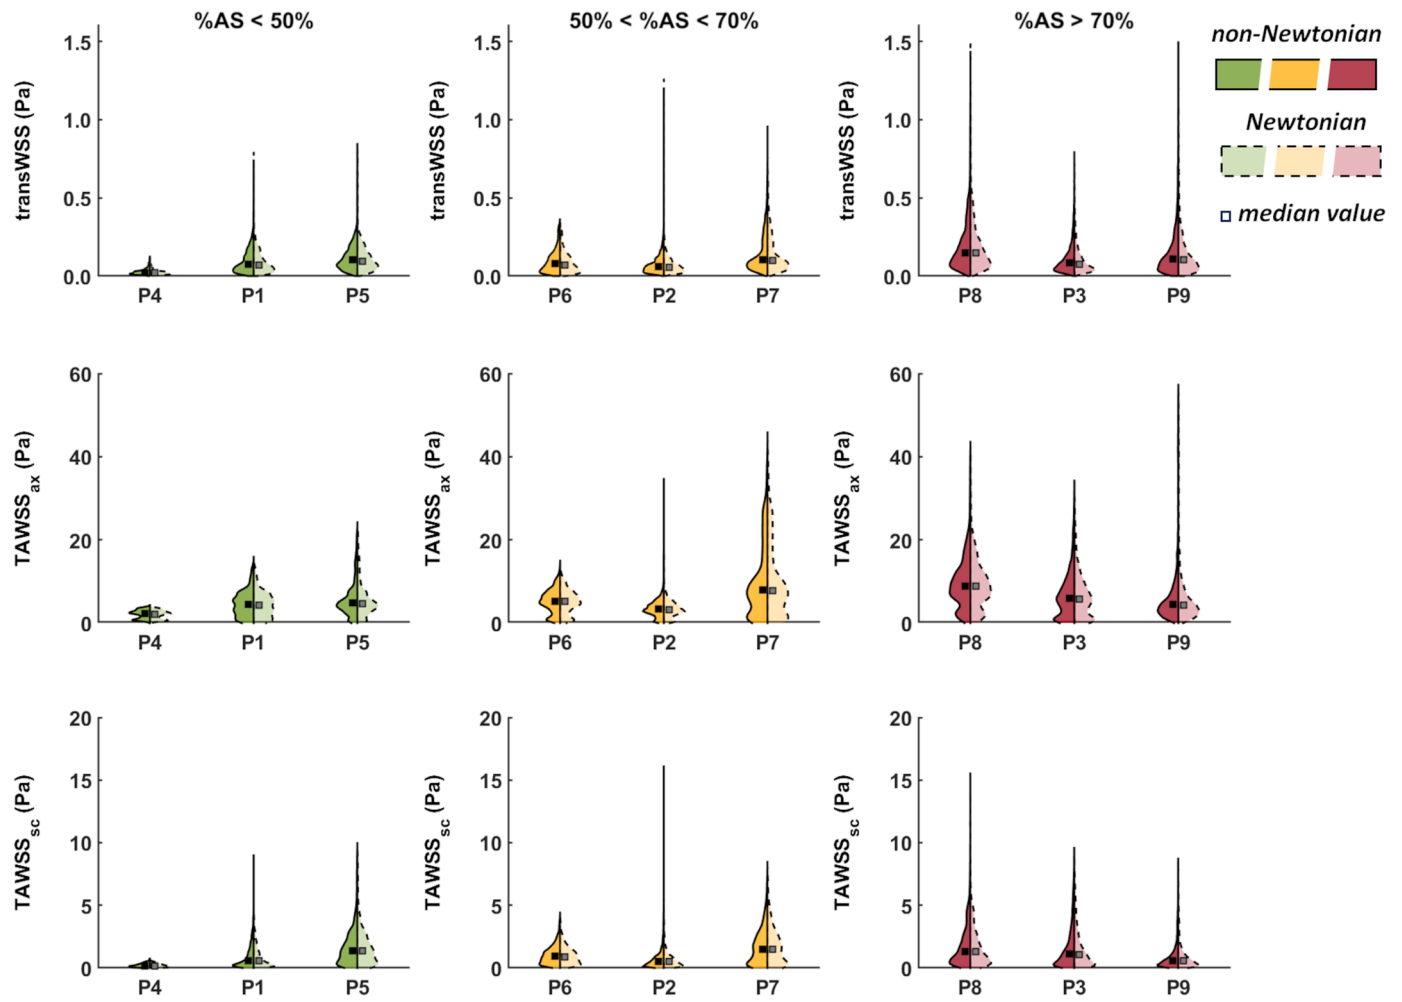 %AS < 50%
50% < %AS < 70%
%AS > 70%
non-Newtonian
Newtonian
median value
transWSS (Pa)
1.5
1.0
0.5
0.0
P4 P1 P5
transWSS (Pa)
1.5
1.0
0.5
0.0
P6 P2 P7
transWSS (Pa)
1.5
1.0
0.5
0.0
P8 P3 P9
TAWSSax (Pa)
60
40
20
0
P4 P1 P5
TAWSSax (Pa)
60
40
20
0
P6 P2 P7
TAWSSax (Pa)
60
40
20
0
P8 P3 P9
TAWSSsc (Pa)
20
15
10
5
0
P4 P1 P5
TAWSSsc (Pa)
20
15
10
5
0
P6 P2 P7
TAWSSsc (Pa)
20
15
10
5
0
P8 P3 P9